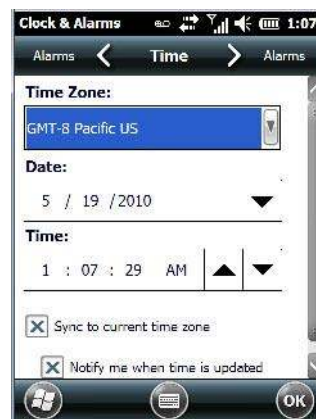 Clock & Alarms 1:07
Alarms Time Alarms
Time Zone:
GMT-8 Pacific US
Date:
5 / 19 /2010
Time:
1 : 07 : 29 AM
Sync to current time zone
Notify me when time is updated
OK